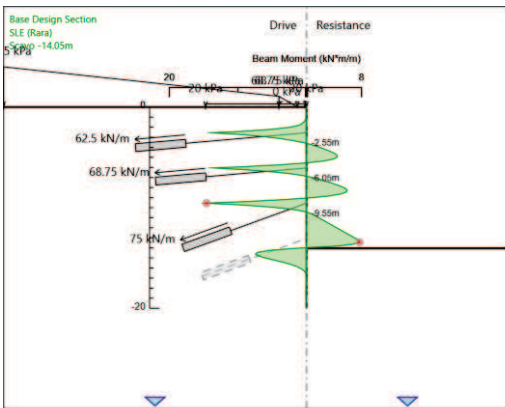 Base Design Section
SLE (Rara)
Scavo -14.05m
Drive
Resistance
5 kPa
Beam Moment (kN*m/m)
20
8
20 kPa
0 kPa
0
62.5 kN/m
-2.55m
68.75 kN/m
-6.05m
-9.55m
75 kN/m
-20